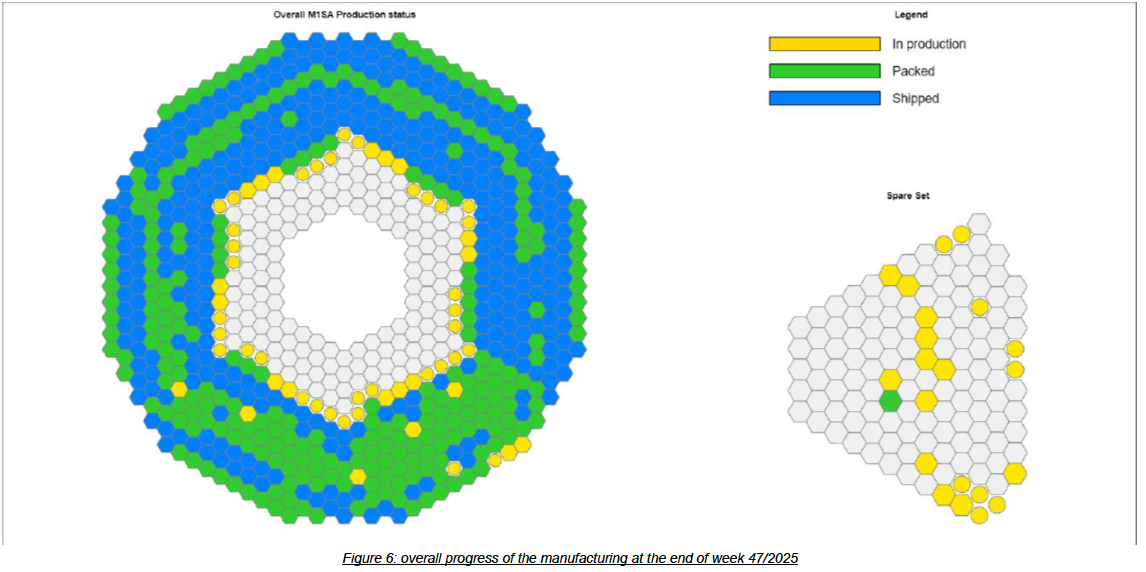 Overall M1SA Production status
Legend
In production
Packed
Shipped
Spare Set
Figure 6: overall progress of the manufacturing at the end of week 47/2025